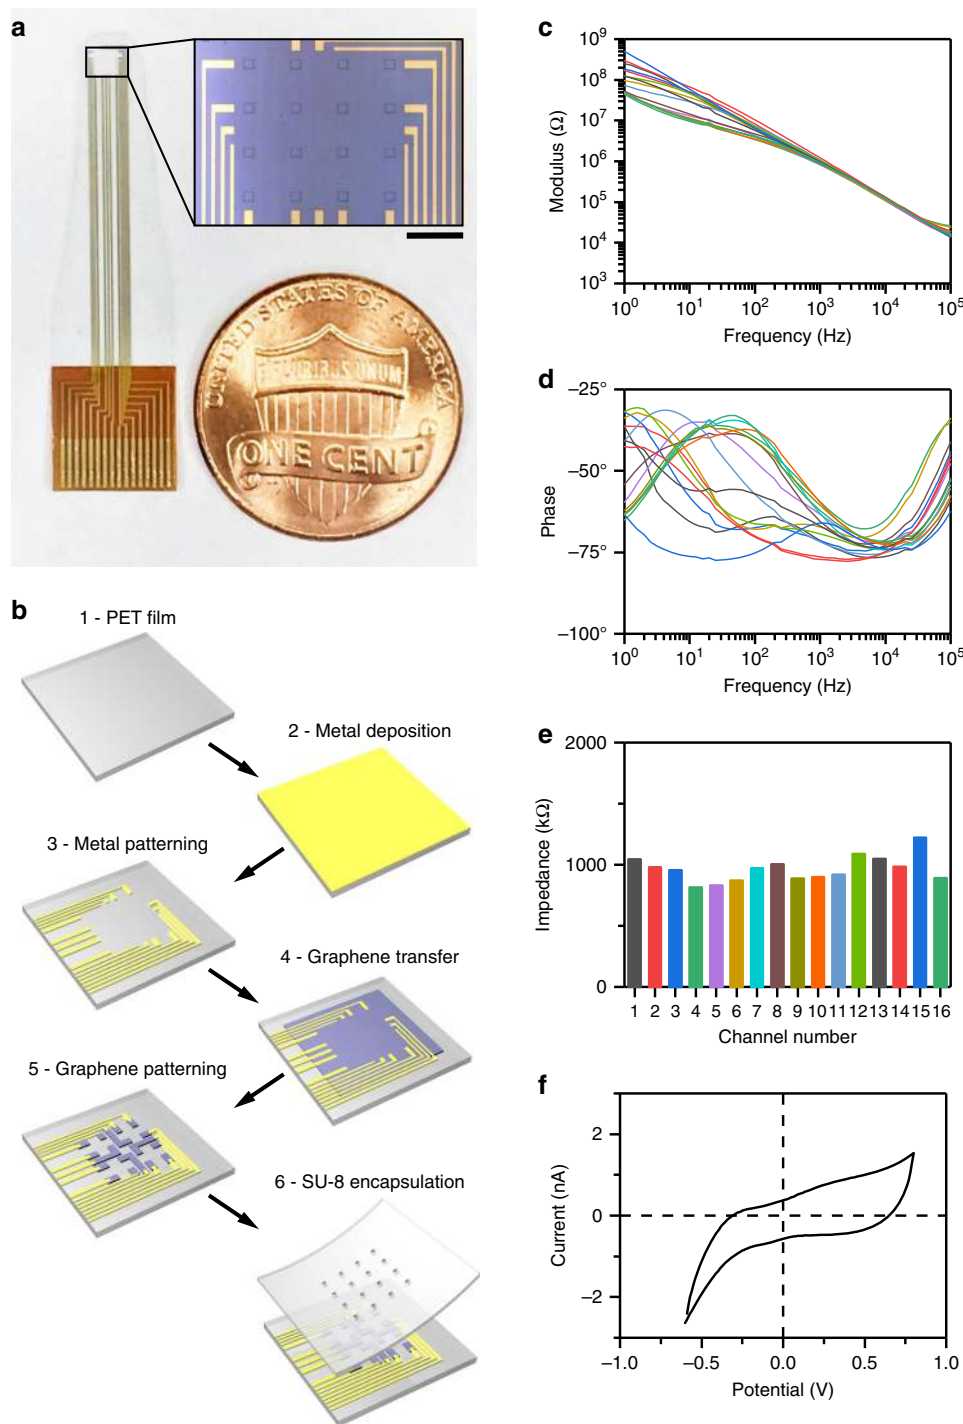 a
UNITED STATES OF AMERICA
E PLURIBUS UNUM
ONE CENT
b
1 - PET film
2 - Metal deposition
3 - Metal patterning
4 - Graphene transfer
5 - Graphene patterning
6 - SU-8 encapsulation
c
Modulus (Ω)
10⁹
10⁸
10⁷
10⁶
10⁵
10⁴
10³
10⁰ 10¹ 10² 10³ 10⁴ 10⁵
Frequency (Hz)
d
Phase
−25°
−50°
−75°
−100°
10⁰ 10¹ 10² 10³ 10⁴ 10⁵
Frequency (Hz)
e
Impedance (kΩ)
2000
1000
0
1 2 3 4 5 6 7 8 9 10 11 12 13 14 15 16
Channel number
f
Current (nA)
2
0
−2
−1.0 −0.5 0.0 0.5 1.0
Potential (V)